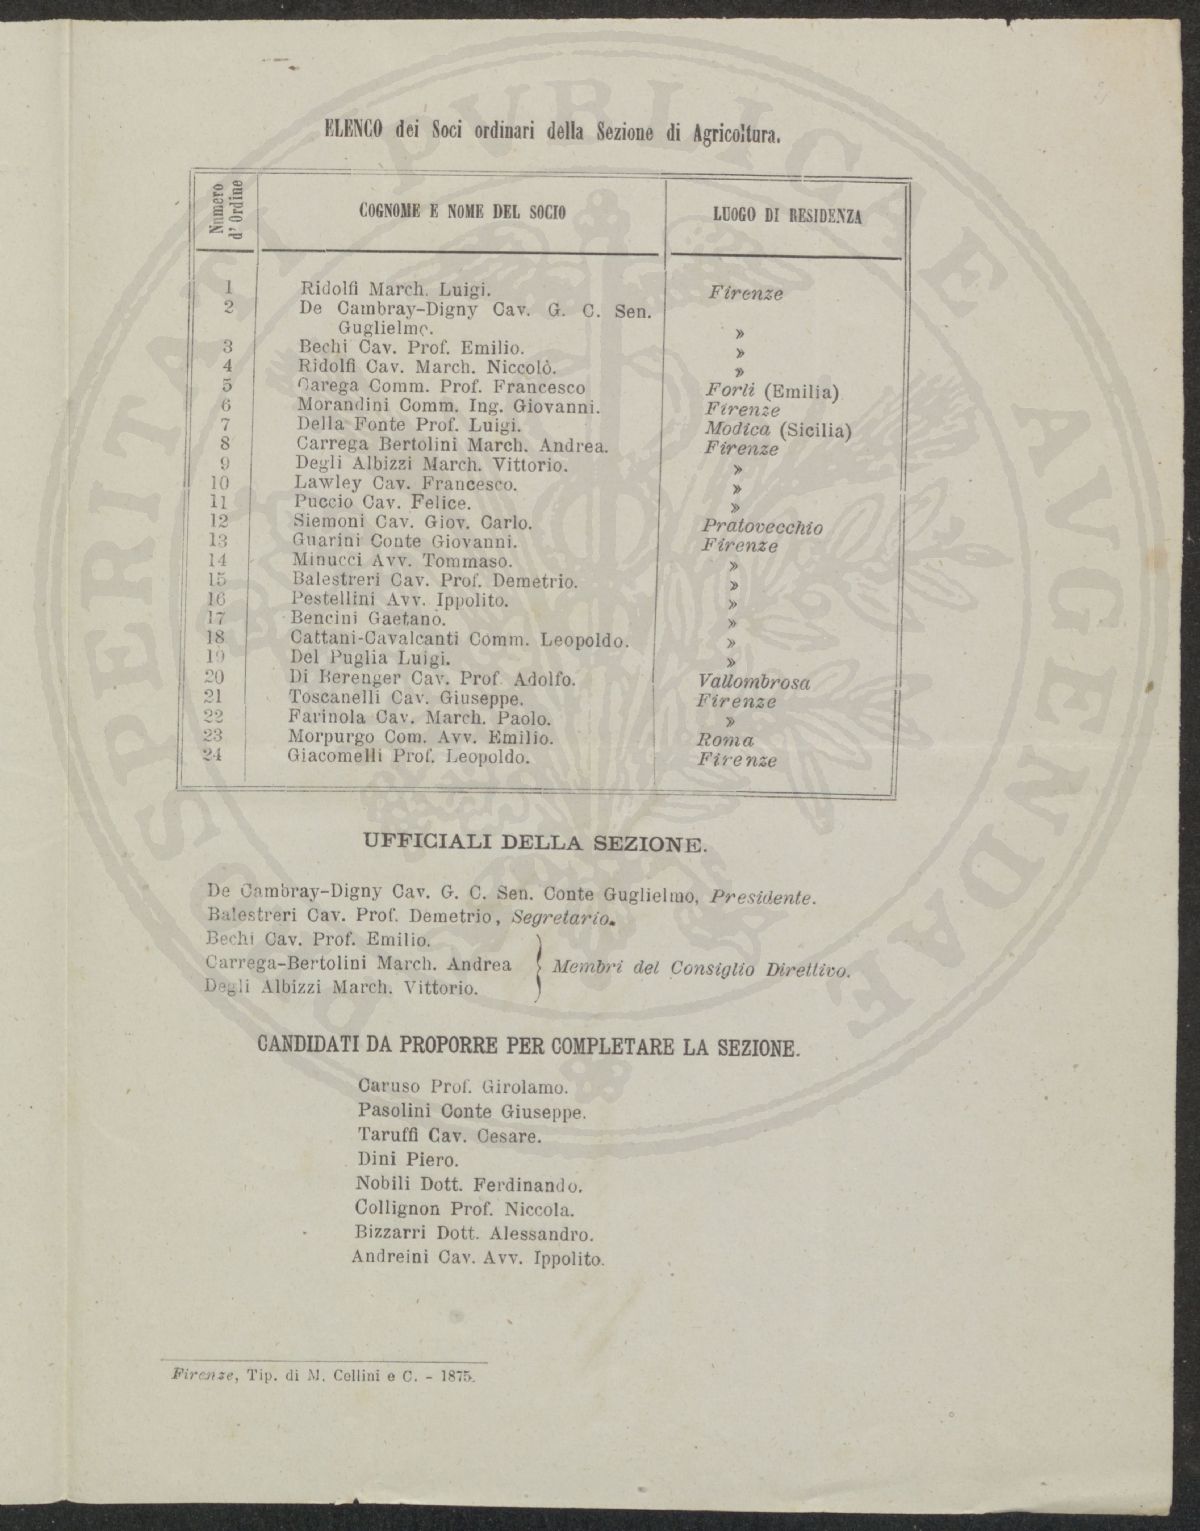 ELENCO dei Soci ordinari della Sezione di Agricoltura.
Numero d' Ordine COGNOME E NOME DEL SOCIO LUOGO DI RESIDENZA
1 Ridolfi March. Luigi. Firenze
2 De Cambray-Digny Cav. G. C. Sen.
Guglielmo. »
3 Bechi Cav. Prof. Emilio. »
4 Ridolfi Cav. March. Niccolò. »
5 Carega Comm. Prof. Francesco Forlì (Emilia)
6 Morandini Comm. Ing. Giovanni. Firenze
7 Della Fonte Prof. Luigi. Modica (Sicilia)
8 Carrega Bertolini March. Andrea. Firenze
9 Degli Albizzi March. Vittorio. »
10 Lawley Cav. Francesco. »
11 Puccio Cav. Felice. »
12 Siemoni Cav. Giov. Carlo. Pratovecchio
13 Guarini Conte Giovanni. Firenze
14 Minucci Avv. Tommaso. »
15 Balestreri Cav. Prof. Demetrio. »
16 Pestellini Avv. Ippolito. »
17 Bencini Gaetano. »
18 Cattani-Cavalcanti Comm. Leopoldo. »
19 Del Puglia Luigi. »
20 Di Berenger Cav. Prof. Adolfo. Vallombrosa
21 Toscanelli Cav. Giuseppe. Firenze
22 Farinola Cav. March. Paolo. »
23 Morpurgo Com. Avv. Emilio. Roma
24 Giacomelli Prof. Leopoldo. Firenze
UFFICIALI DELLA SEZIONE.
De Cambray-Digny Cav. G. C. Sen. Conte Guglielmo, Presidente.
Balestreri Cav. Prof. Demetrio, Segretario.
Bechi Cav. Prof. Emilio.
Carrega-Bertolini March. Andrea } Membri del Consiglio Direttivo.
Degli Albizzi March. Vittorio.
CANDIDATI DA PROPORRE PER COMPLETARE LA SEZIONE.
Caruso Prof. Girolamo.
Pasolini Conte Giuseppe.
Taruffi Cav. Cesare.
Dini Piero.
Nobili Dott. Ferdinando.
Collignon Prof. Niccola.
Bizzarri Dott. Alessandro.
Andreini Cav. Avv. Ippolito.
Firenze, Tip. di M. Cellini e C. - 1875.
PROSPERITATI PVBLICAE AVGENDAE